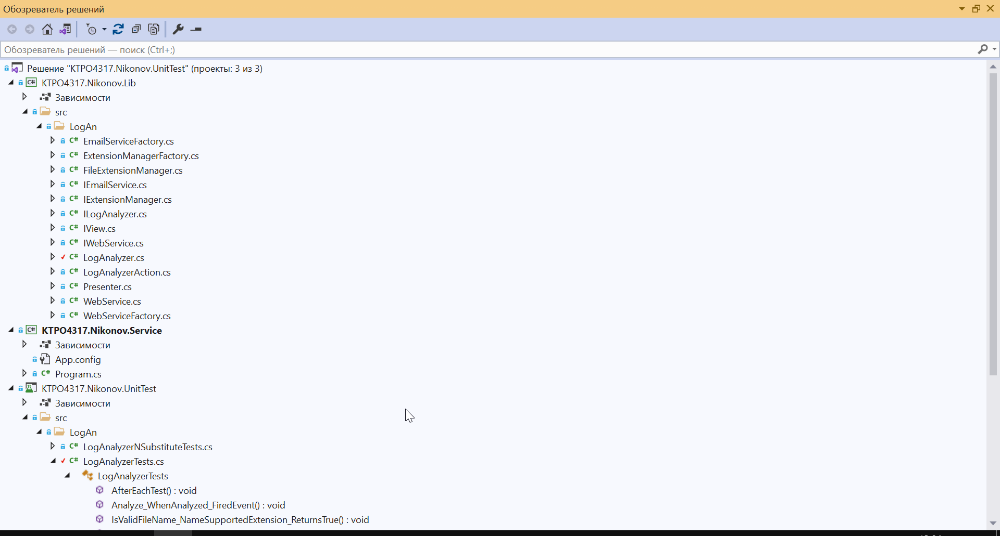 Обозреватель решений
Обозреватель решений — поиск (Ctrl+;)
Решение "KTPO4317.Nikonov.UnitTest" (проекты: 3 из 3)
C# KTPO4317.Nikonov.Lib
Зависимости
src
LogAn
C# EmailServiceFactory.cs
C# ExtensionManagerFactory.cs
C# FileExtensionManager.cs
C# IEmailService.cs
C# IExtensionManager.cs
C# ILogAnalyzer.cs
C# IView.cs
C# IWebService.cs
C# LogAnalyzer.cs
C# LogAnalyzerAction.cs
C# Presenter.cs
C# WebService.cs
C# WebServiceFactory.cs
C# KTPO4317.Nikonov.Service
Зависимости
App.config
C# Program.cs
KTPO4317.Nikonov.UnitTest
Зависимости
src
LogAn
C# LogAnalyzerNSubstituteTests.cs
C# LogAnalyzerTests.cs
LogAnalyzerTests
AfterEachTest() : void
Analyze_WhenAnalyzed_FiredEvent() : void
IsValidFileName_NameSupportedExtension_ReturnsTrue() : void